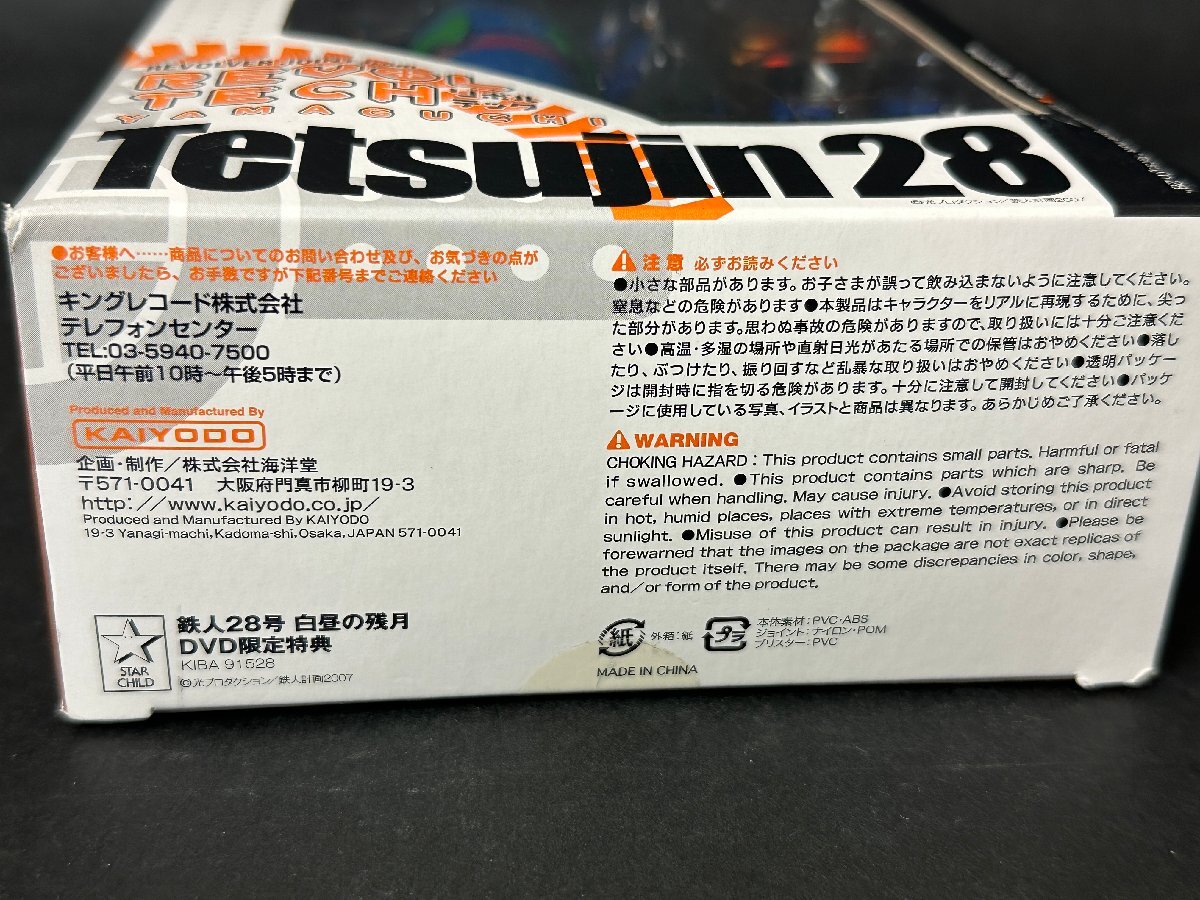 REVOL
TECH
YAMAGUCHI
Tetsujin 28
●お客様へ……商品についてのお問い合わせ及び、お気づきの点が
ございましたら、お手数ですが下記番号までご連絡ください
キングレコード株式会社
テレフォンセンター
TEL:03-5940-7500
(平日午前10時～午後5時まで)
Produced and Manufactured By
KAIYODO
企画・制作／株式会社海洋堂
〒571-0041 大阪府門真市柳町19-3
http://www.kaiyodo.co.jp/
Produced and Manufactured By KAIYODO
19-3 Yanagi-machi, Kadoma-shi, Osaka, JAPAN 571-0041
STAR
CHILD
鉄人28号 白昼の残月
DVD限定特典
KIBA 91528
©光プロダクション／鉄人計画2007
注意 必ずお読みください
●小さな部品があります。お子さまが誤って飲み込まないように注意してください。
窒息などの危険があります●本製品はキャラクターをリアルに再現するために、尖っ
た部分があります。思わぬ事故の危険がありますので、取り扱いには十分ご注意くだ
さい●高温・多湿の場所や直射日光があたる場所での保管はおやめください●落し
たり、ぶつけたり、振り回すなど乱暴な取り扱いはおやめください●透明パッケー
ジは開封時に指を切る危険があります。十分に注意して開封してください●パッケ
ージに使用している写真、イラストと商品は異なります。あらかじめご了承ください。
WARNING
CHOKING HAZARD : This product contains small parts. Harmful or fatal
if swallowed. ●This product contains parts which are sharp. Be
careful when handling. May cause injury. ●Avoid storing this product
in hot, humid places, places with extreme temperatures, or in direct
sunlight. ●Misuse of this product can result in injury. ●Please be
forewarned that the images on the package are not exact replicas of
the product itself. There may be some discrepancies in color, shape,
and/or form of the product.
紙 外箱：紙
プラ
本体素材：PVC・ABS
ジョイント：ナイロン・POM
ブリスター：PVC
MADE IN CHINA